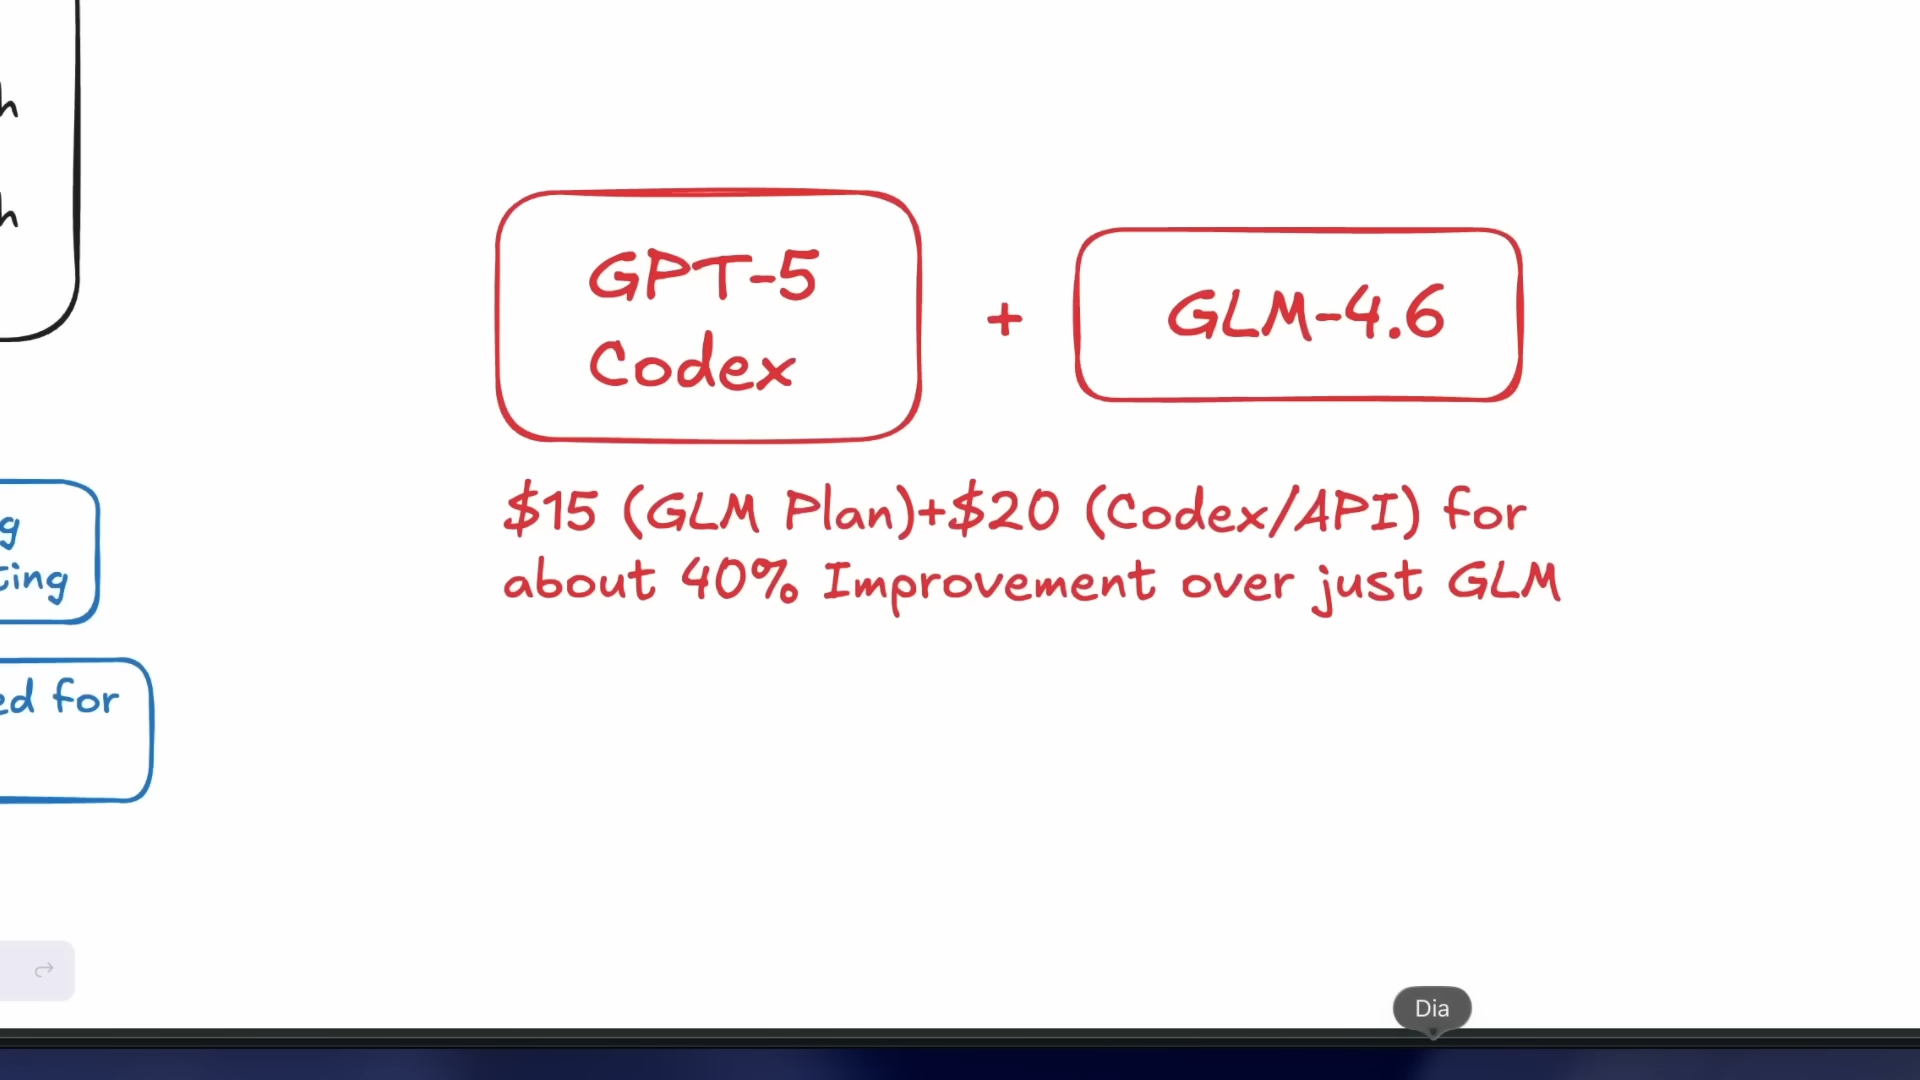 GPT-5
Codex
+
GLM-4.6
$15 (GLM Plan)+$20 (Codex/API) for
about 40% Improvement over just GLM
for
Dia